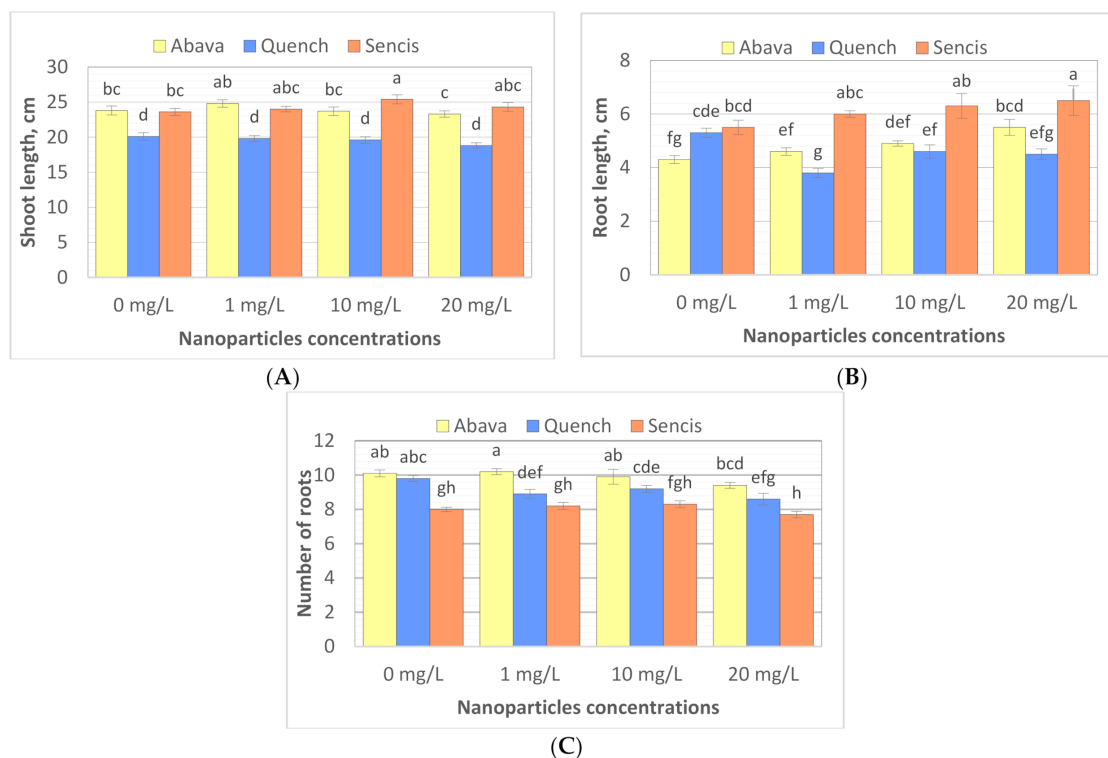 Abava Quench Sencis
30
25
20
15
10
5
0
Shoot length, cm
bc d bc ab d abc bc d a c d abc
0 mg/L 1 mg/L 10 mg/L 20 mg/L
Nanoparticles concentrations
(A)
Abava Quench Sencis
8
6
4
2
0
Root length, cm
fg cde bcd ef g abc def ef ab bcd efg a
0 mg/L 1 mg/L 10 mg/L 20 mg/L
Nanoparticles concentrations
(B)
Abava Quench Sencis
12
10
8
6
4
2
0
Number of roots
ab abc gh a def gh ab cde fgh bcd efg h
0 mg/L 1 mg/L 10 mg/L 20 mg/L
Nanoparticles concentrations
(C)